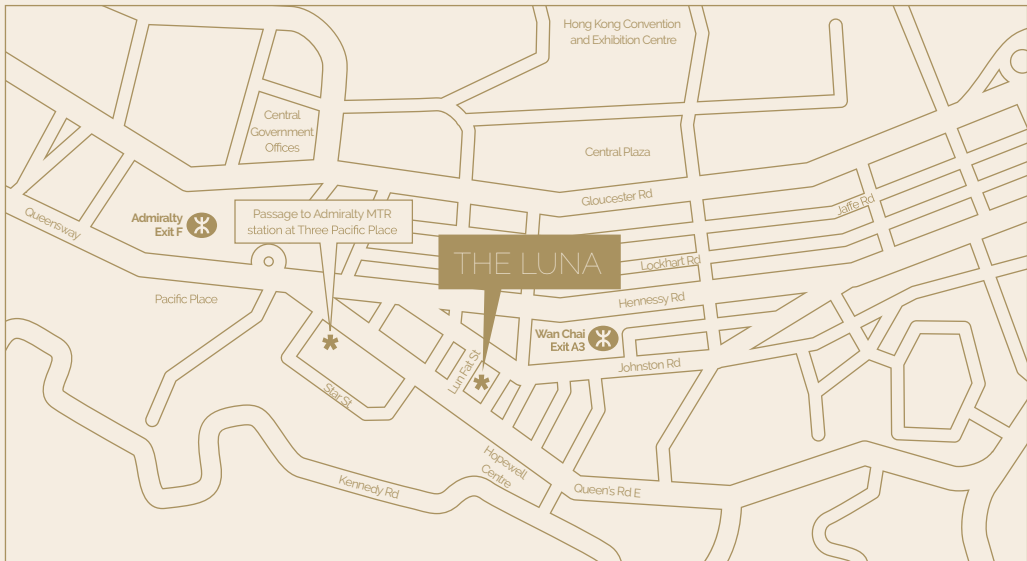 Hong Kong Convention
and Exhibition Centre
Central
Government
Offices
Central Plaza
Gloucester Rd
Jaffe Rd
Queensway
Admiralty
Exit F
Passage to Admiralty MTR
station at Three Pacific Place
THE LUNA
Lockhart Rd
Pacific Place
Hennessy Rd
Wan Chai
Exit A3
Johnston Rd
Lun Fat St
Star St
Hopewell
Centre
Kennedy Rd
Queen's Rd E